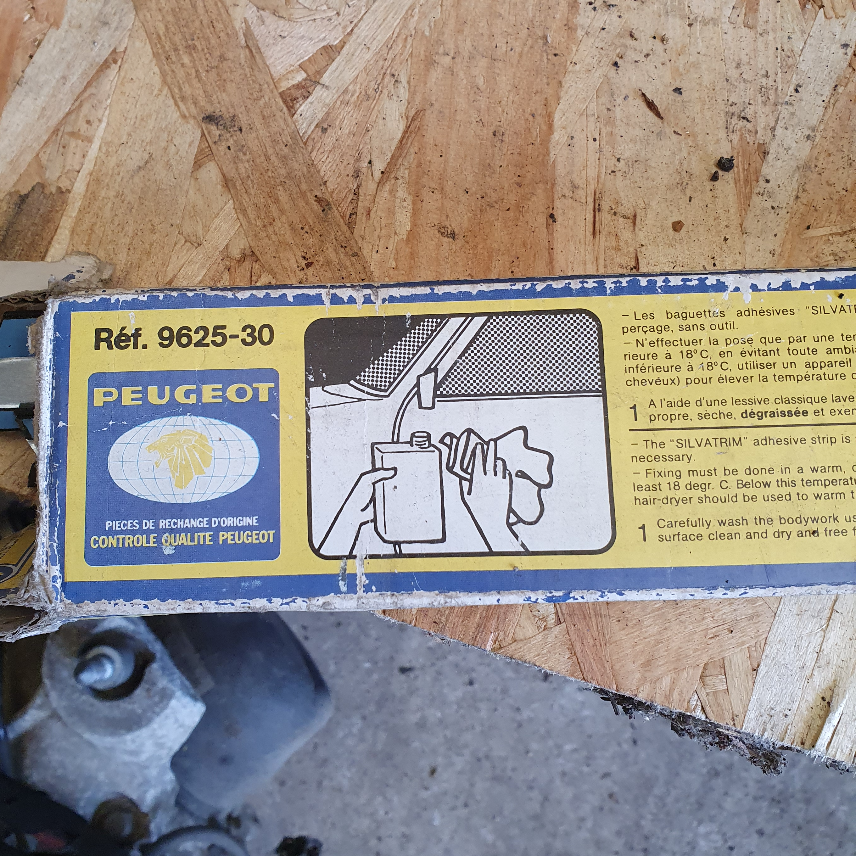 Réf. 9625-30
PEUGEOT
PIECES DE RECHANGE D'ORIGINE
CONTROLE QUALITE PEUGEOT
– Les baguettes adhésives "SILVAT
perçage, sans outil.
– N'effectuer la pose que par une te
rieure à 18°C, en évitant toute ambi
inférieure à 18°C, utiliser un appareil
cheveux) pour élever la température
1 A l'aide d'une lessive classique lave
propre, sèche, dégraissée et exe
– The "SILVATRIM" adhesive strip is
necessary.
– Fixing must be done in a warm,
least 18 degr. C. Below this temperat
hair-dryer should be used to warm t
1 Carefully wash the bodywork us
surface clean and dry and free f